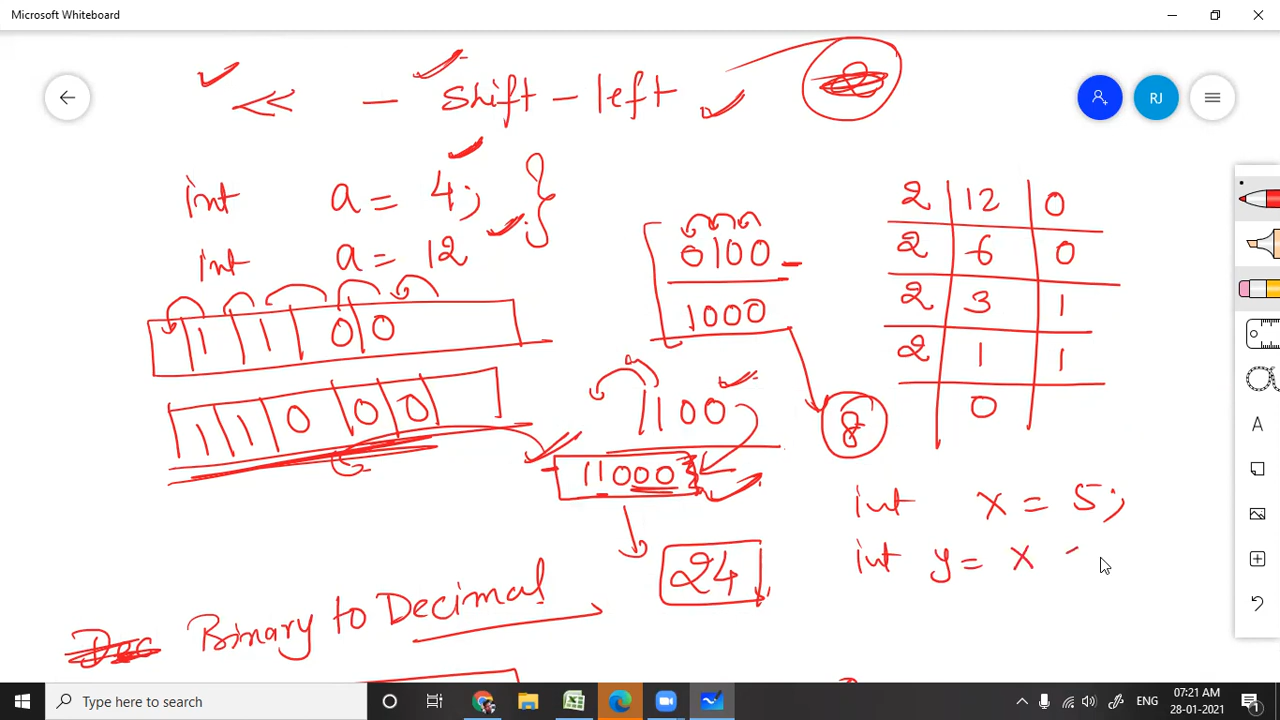 Microsoft Whiteboard
<< - Shift-left
RJ
int a = 4;
int a = 12
1 1 1 0 0
1 1 0 0 0
0100
1000
8
1100
11000
24
2 12 0
2 6 0
2 3 1
2 1 1
0
int x = 5;
int y = x
Dec Binary to Decimal
Type here to search
ENG
07:21 AM
28-01-2021